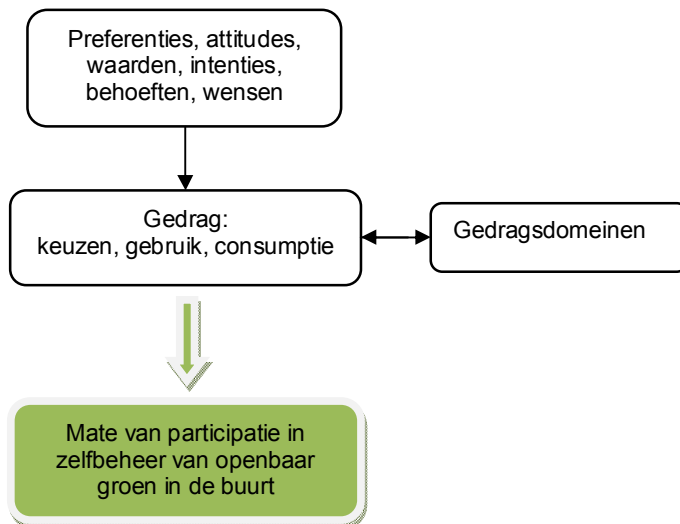 Preferenties, attitudes,
waarden, intenties,
behoeften, wensen
Gedrag:
keuzen, gebruik, consumptie
Gedragsdomeinen
Mate van participatie in
zelfbeheer van openbaar
groen in de buurt